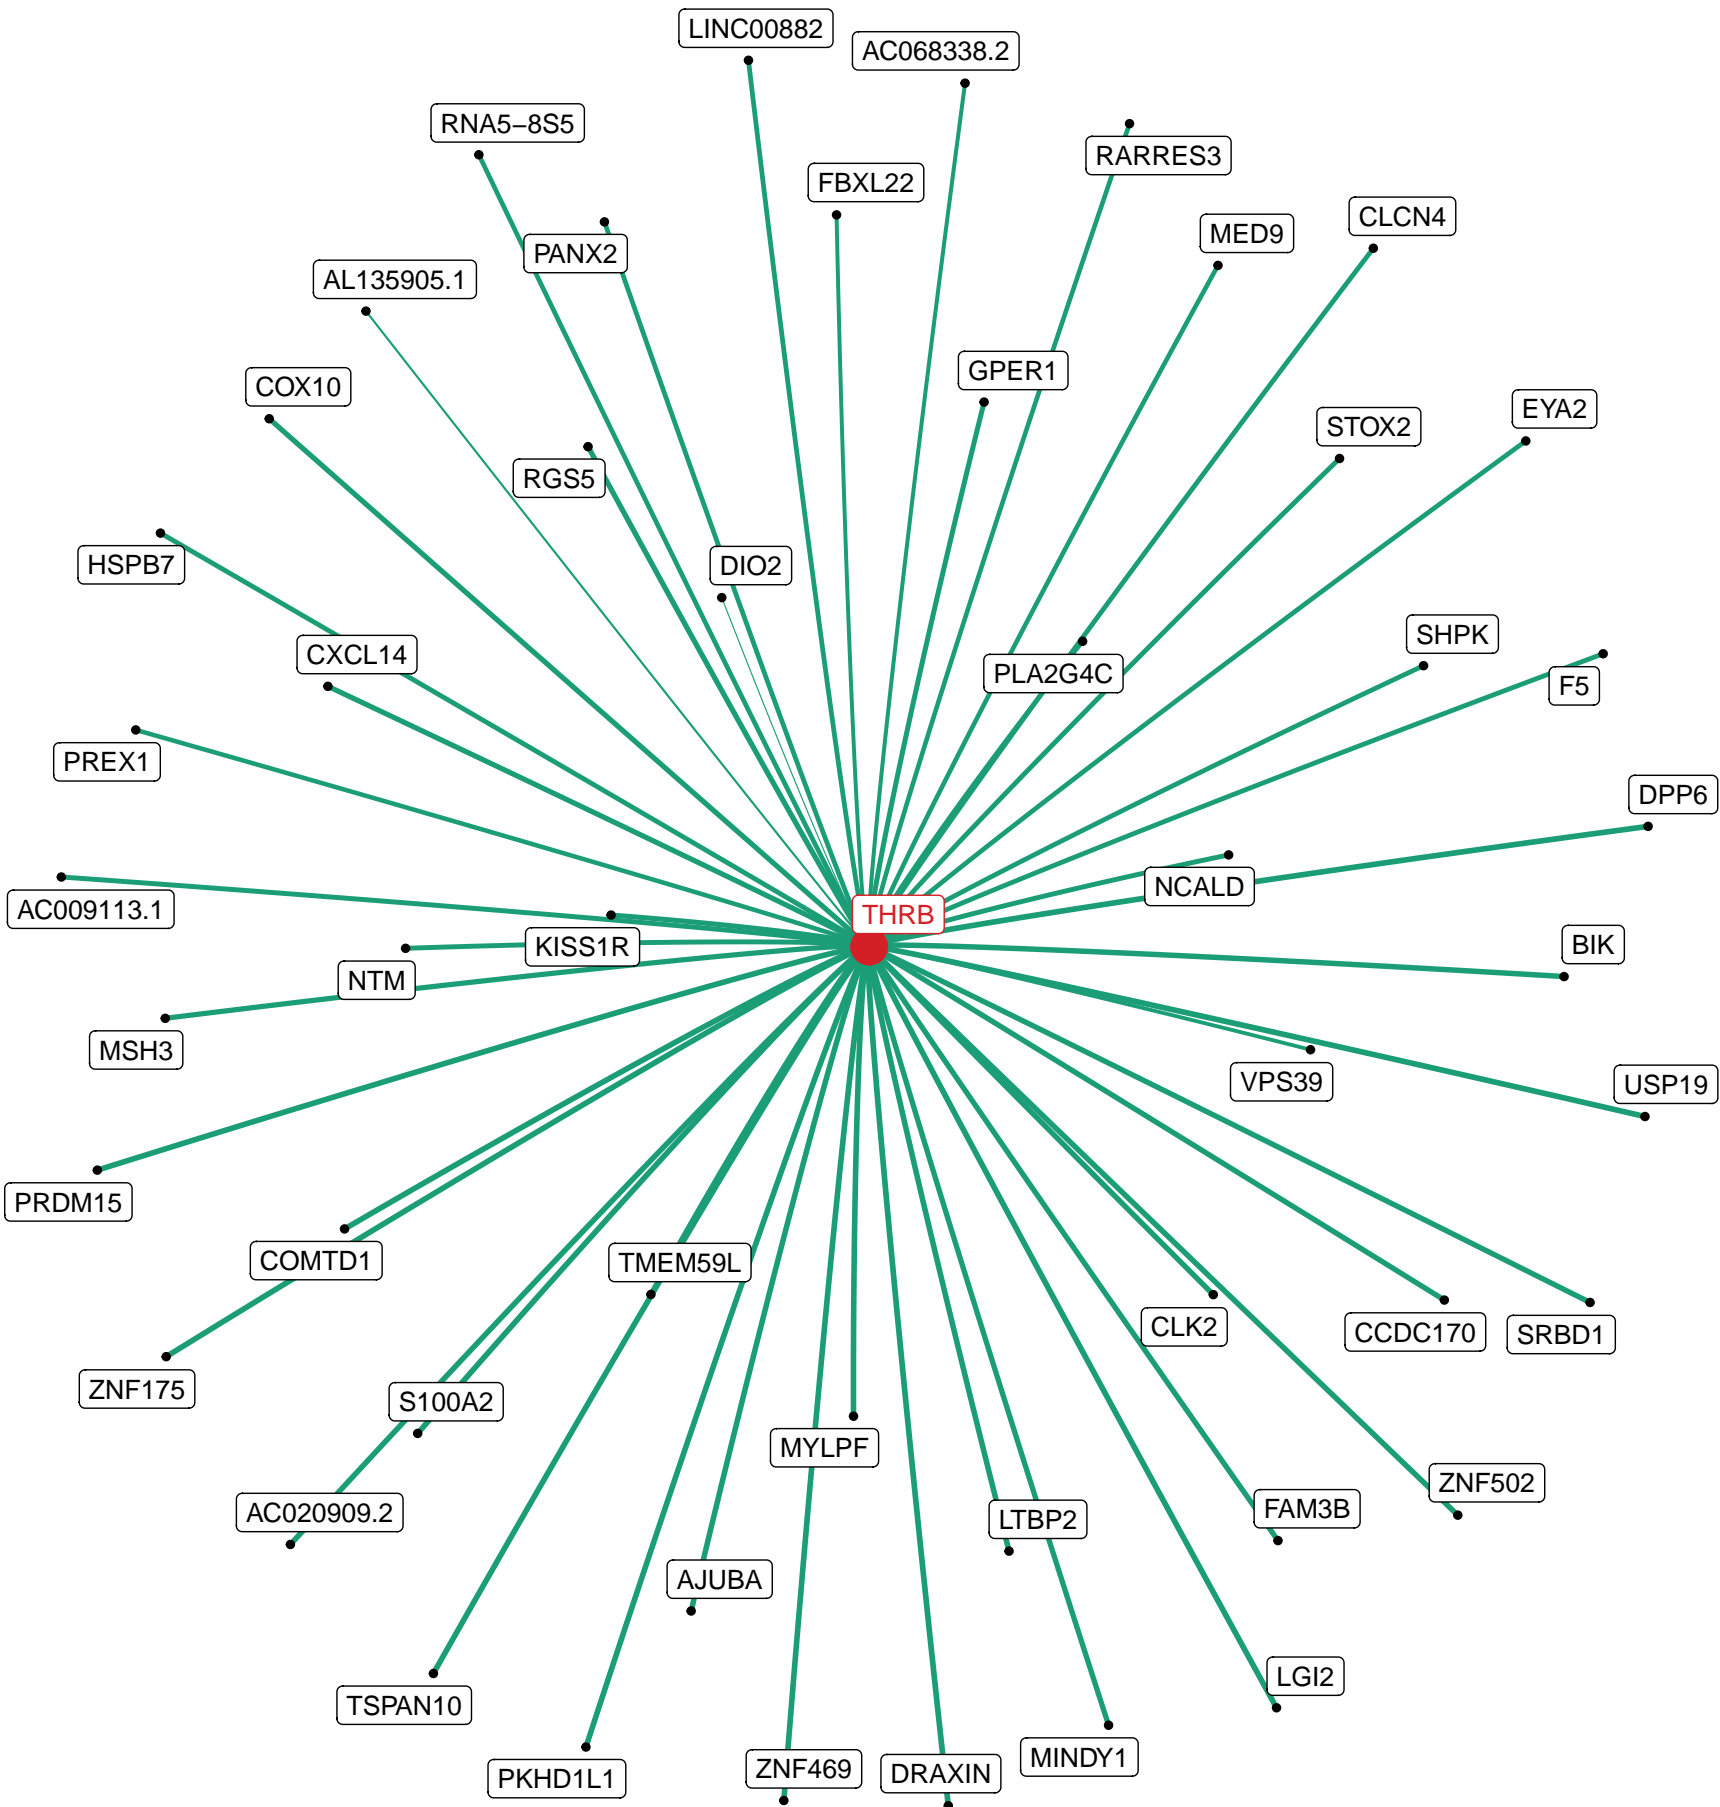 LINC00882
AC068338.2
RNA5−8S5
RARRES3
FBXL22
CLCN4
MED9
PANX2
AL135905.1
GPER1
COX10
EYA2
STOX2
RGS5
HSPB7
DIO2
SHPK
CXCL14
PLA2G4C
F5
PREX1
DPP6
NCALD
AC009113.1
THRB
BIK
KISS1R
NTM
MSH3
VPS39
USP19
PRDM15
COMTD1
TMEM59L
CLK2
CCDC170
SRBD1
ZNF175
S100A2
MYLPF
ZNF502
FAM3B
AC020909.2
LTBP2
AJUBA
LGI2
TSPAN10
MINDY1
ZNF469
DRAXIN
PKHD1L1